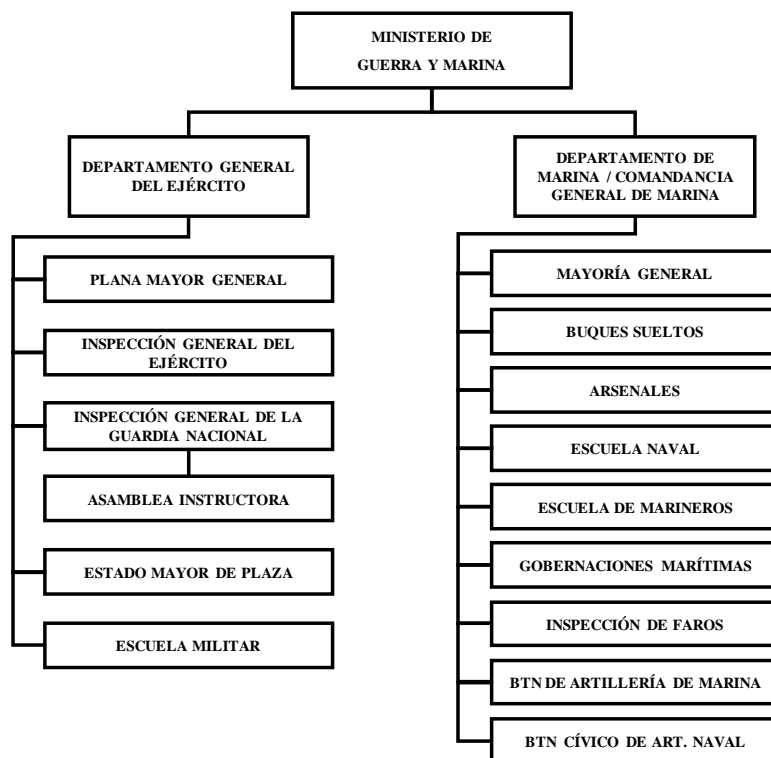 MINISTERIO DE
GUERRA Y MARINA
DEPARTAMENTO GENERAL
DEL EJÉRCITO
PLANA MAYOR GENERAL
INSPECCIÓN GENERAL DEL
EJÉRCITO
INSPECCIÓN GENERAL DE LA
GUARDIA NACIONAL
ASAMBLEA INSTRUCTORA
ESTADO MAYOR DE PLAZA
ESCUELA MILITAR
DEPARTAMENTO DE
MARINA / COMANDANCIA
GENERAL DE MARINA
MAYORÍA GENERAL
BUQUES SUELTOS
ARSENALES
ESCUELA NAVAL
ESCUELA DE MARINEROS
GOBERNACIONES MARÍTIMAS
INSPECCIÓN DE FAROS
BTN DE ARTILLERÍA DE MARINA
BTN CÍVICO DE ART. NAVAL